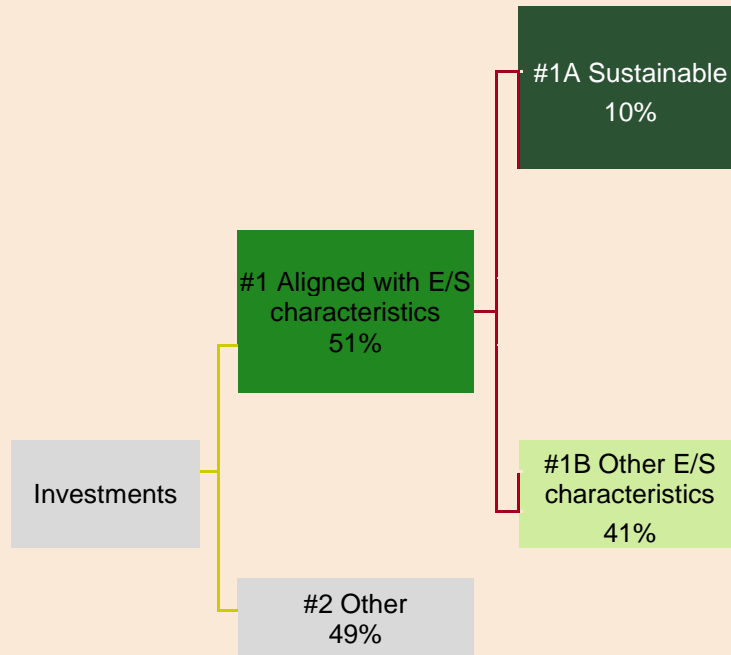 #1A Sustainable
10%
#1 Aligned with E/S
characteristics
51%
Investments
#1B Other E/S
characteristics
41%
#2 Other
49%